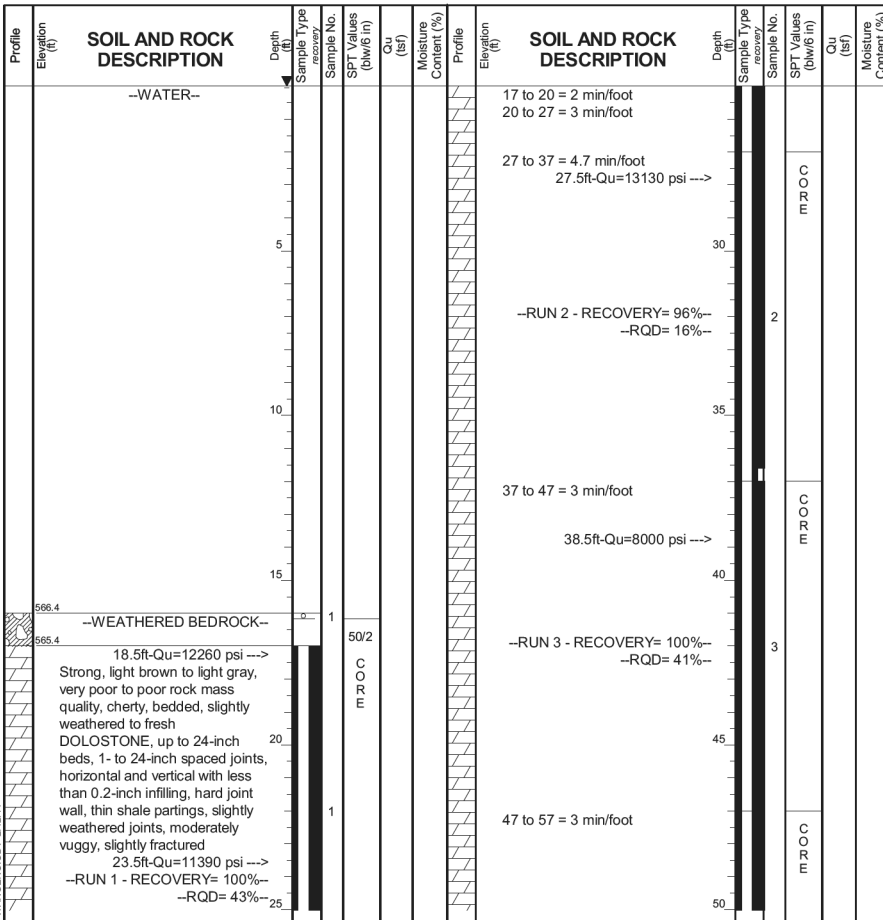 Profile
Elevation
(ft)
SOIL AND ROCK
DESCRIPTION
Depth
(ft)
Sample Type
recovery
Sample No.
SPT Values
(blw/6 in)
Qu
(tsf)
Moisture
Content (%)
--WATER--
5
10
15
566.4
--WEATHERED BEDROCK--
1
565.4
50/2
18.5ft-Qu=12260 psi --->
Strong, light brown to light gray,
very poor to poor rock mass
quality, cherty, bedded, slightly
weathered to fresh
DOLOSTONE, up to 24-inch
beds, 1- to 24-inch spaced joints,
horizontal and vertical with less
than 0.2-inch infilling, hard joint
wall, thin shale partings, slightly
weathered joints, moderately
vuggy, slightly fractured
23.5ft-Qu=11390 psi --->
--RUN 1 - RECOVERY= 100%--
--RQD= 43%--
20
25
1
C
O
R
E
Profile
Elevation
(ft)
SOIL AND ROCK
DESCRIPTION
Depth
(ft)
Sample Type
recovery
Sample No.
SPT Values
(blw/6 in)
Qu
(tsf)
Moisture
Content (%)
17 to 20 = 2 min/foot
20 to 27 = 3 min/foot
27 to 37 = 4.7 min/foot
27.5ft-Qu=13130 psi --->
C
O
R
E
30
--RUN 2 - RECOVERY= 96%--
--RQD= 16%--
2
35
37 to 47 = 3 min/foot
38.5ft-Qu=8000 psi --->
C
O
R
E
40
--RUN 3 - RECOVERY= 100%--
--RQD= 41%--
3
45
47 to 57 = 3 min/foot
C
O
R
E
50